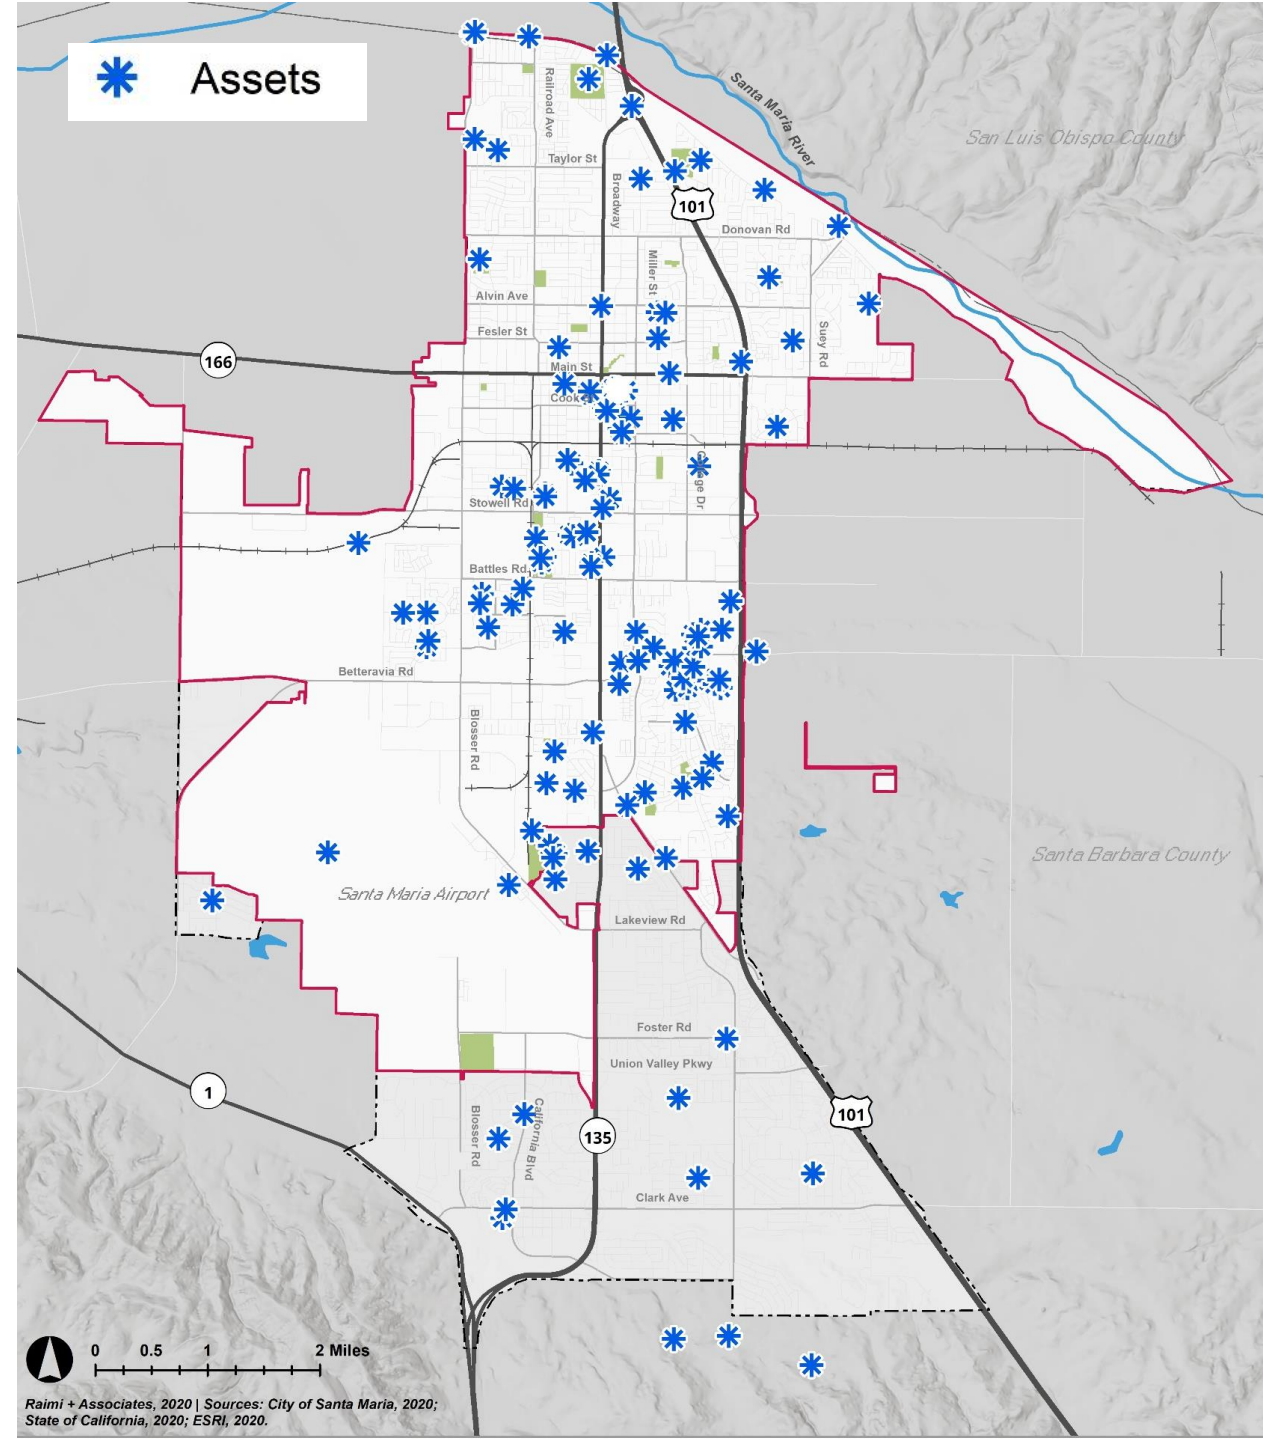 Assets
Railroad Ave
Santa Maria River
San Luis Obispo County
Taylor St
Broadway
101
Donovan Rd
Miller St
Alvin Ave
Fesler St
Suey Rd
166
Main St
Cook
College Dr
Stowell Rd
Battles Rd
Betteravia Rd
Blosser Rd
Santa Barbara County
Santa Maria Airport
Lakeview Rd
Foster Rd
Union Valley Pkwy
1
101
Blosser Rd
California Blvd
135
Clark Ave
0 0.5 1 2 Miles
Raimi + Associates, 2020 | Sources: City of Santa Maria, 2020;
State of California, 2020; ESRI, 2020.